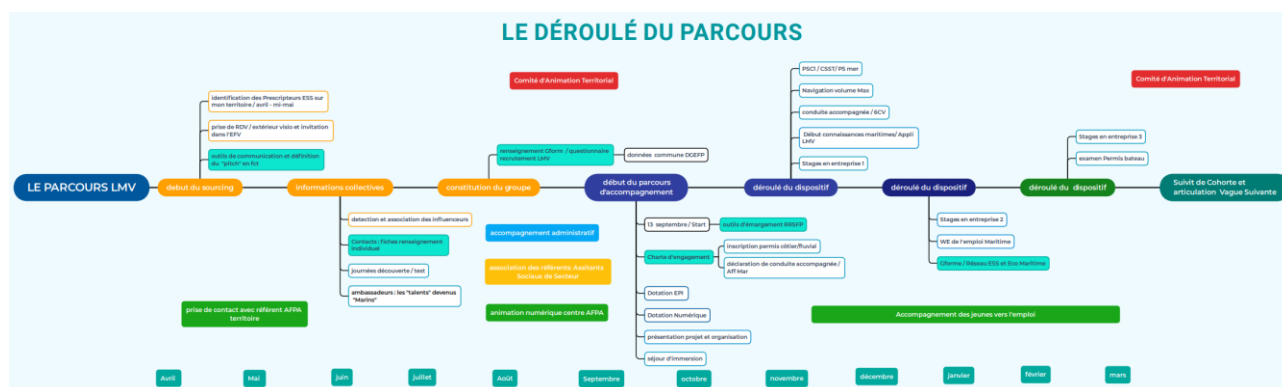 LE DÉROULÉ DU PARCOURS
Comité d'Animation Territorial
Comité d'Animation Territorial
identification des Prescripteurs ESS sur
mon territoire / avril - mi-mai
prise de RDV / extérieur visio et invitation
dans l'EFV
outils de communication et définition
du "pitch" en fct
renseignement Gform / questionnaire
recrutement LMV
données commune DGEFP
PSC1 / CSST/ PS mer
Navigation volume Max
conduite accompagnée / 6CV
Début connaissances maritimes/ Appli
LMV
Stages en entreprise 1
Stages en entreprise 3
examen Permis bateau
LE PARCOURS LMV
debut du sourcing
informations collectives
constitution du groupe
début du parcours
d'accompagnement
déroulé du dispositif
déroulé du dispositif
déroulé du dispositif
Suivit de Cohorte et
articulation Vague Suivante
detection et association des influenceurs
Contacts : fiches renseignement
individuel
journées découverte / test
ambassadeurs : les "talents" devenus
"Marins"
prise de contact avec référent AFPA
territoire
accompagnement administratif
association des référents Assitants
Sociaux de Secteur
animation numérique centre AFPA
13 septembre / Start
outils d'émargement RRSFP
Charte d'engagement
inscription permis côtier/fluvial
déclaration de conduite accompagnée /
Aff Mar
Dotation EPI
Dotation Numérique
présentation projet et organisation
séjour d'immersion
Stages en entreprise 2
WE de l'emploi Maritime
Gforme / Réseau ESS et Eco Maritime
Accompagnement des jeunes vers l'emploi
Avril
Mai
juin
juillet
Août
Septembre
octobre
novembre
décembre
janvier
février
mars